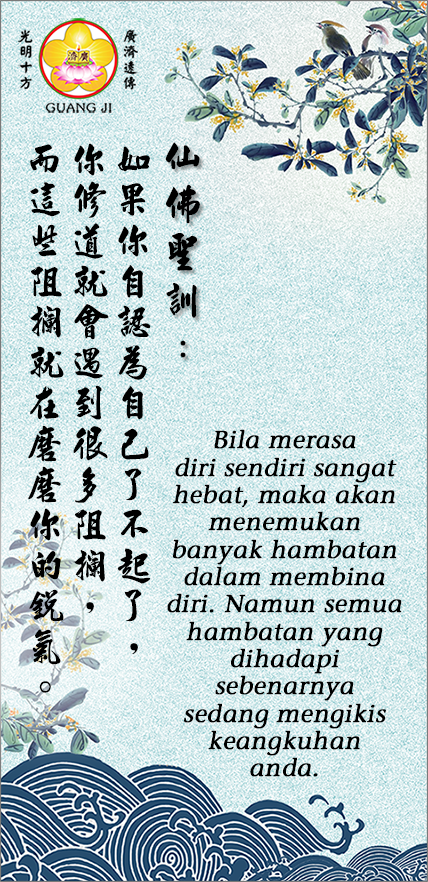 光明十方
廣濟遠傳
廣濟
GUANG JI
仙佛聖訓：
如果你自認為自己了不起了，
你修道就會遇到很多阻攔，
而這些阻攔就在磨磨你的銳氣。
Bila merasa
diri sendiri sangat
hebat, maka akan
menemukan
banyak hambatan
dalam membina
diri. Namun semua
hambatan yang
dihadapi
sebenarnya
sedang mengikis
keangkuhan
anda.